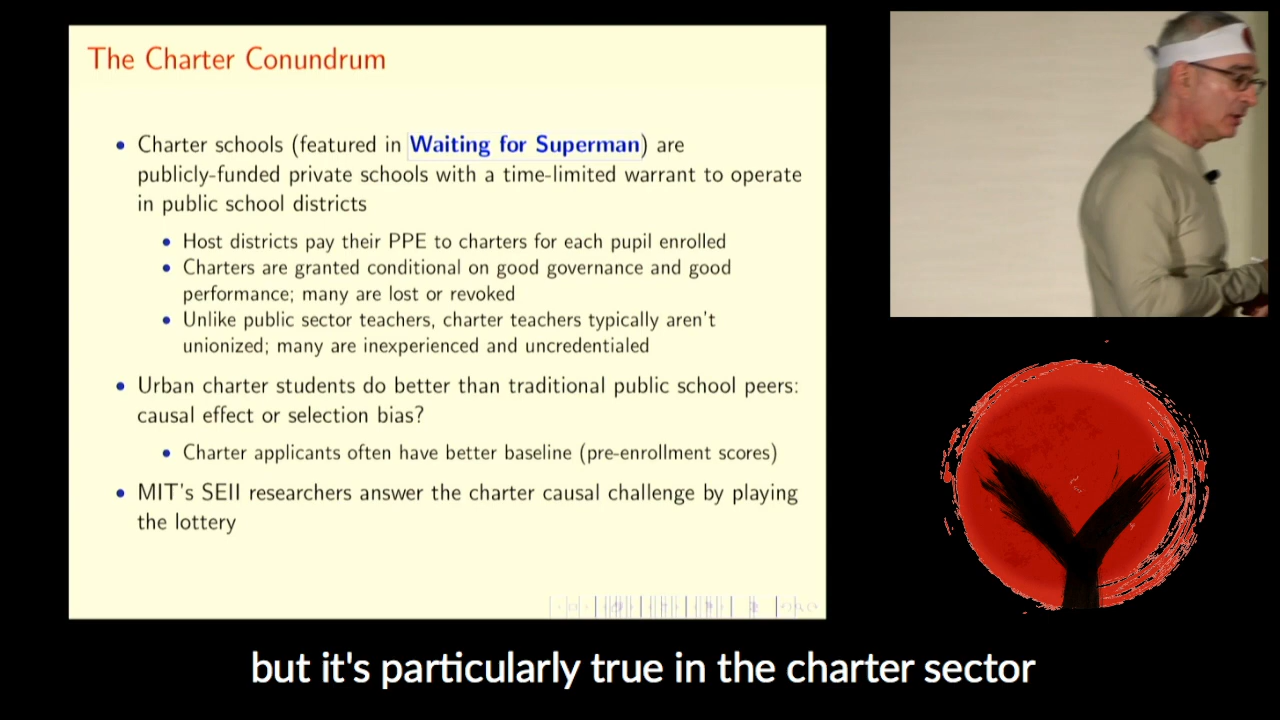 The Charter Conundrum
• Charter schools (featured in Waiting for Superman) are
publicly-funded private schools with a time-limited warrant to operate
in public school districts
• Host districts pay their PPE to charters for each pupil enrolled
• Charters are granted conditional on good governance and good
performance; many are lost or revoked
• Unlike public sector teachers, charter teachers typically aren't
unionized; many are inexperienced and uncredentialed
• Urban charter students do better than traditional public school peers:
causal effect or selection bias?
• Charter applicants often have better baseline (pre-enrollment scores)
• MIT's SEII researchers answer the charter causal challenge by playing
the lottery
but it's particularly true in the charter sector